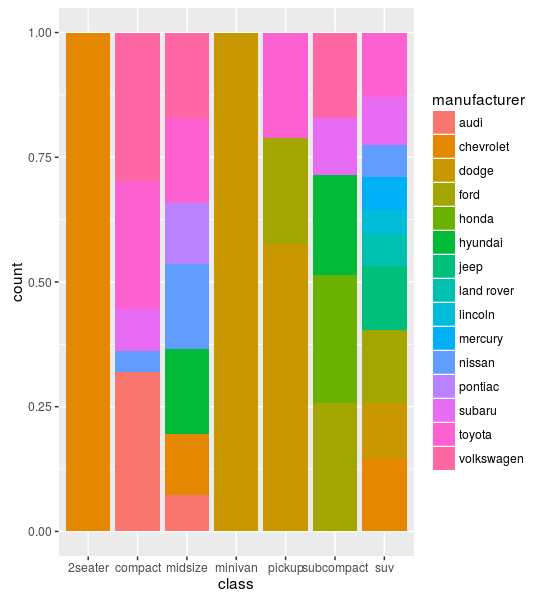 1.00
0.75
0.50
0.25
0.00
count
2seater compact midsize minivan pickup subcompact suv
class
manufacturer
audi
chevrolet
dodge
ford
honda
hyundai
jeep
land rover
lincoln
mercury
nissan
pontiac
subaru
toyota
volkswagen